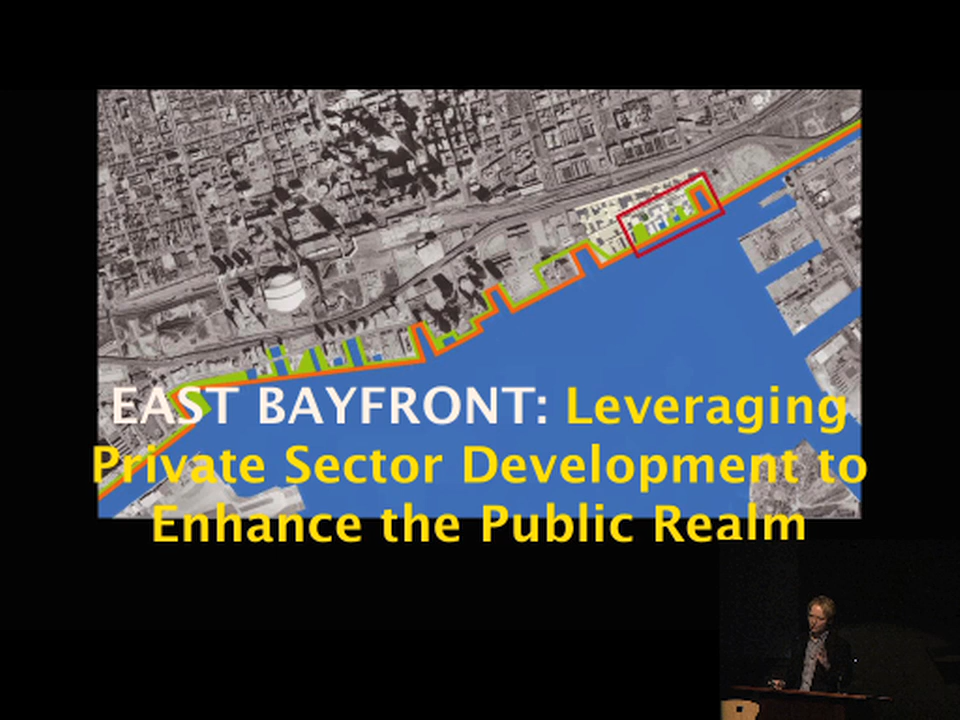 EAST BAYFRONT: Leveraging
Private Sector Development to
Enhance the Public Realm